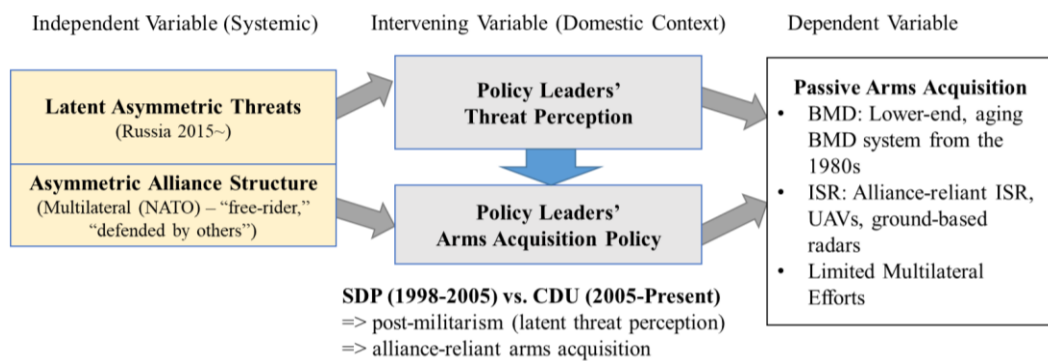 Independent Variable (Systemic)
Intervening Variable (Domestic Context)
Dependent Variable
Latent Asymmetric Threats
(Russia 2015~)
Asymmetric Alliance Structure
(Multilateral (NATO) – “free-rider,”
“defended by others”)
Policy Leaders’
Threat Perception
Policy Leaders’
Arms Acquisition Policy
SDP (1998-2005) vs. CDU (2005-Present)
=> post-militarism (latent threat perception)
=> alliance-reliant arms acquisition
Passive Arms Acquisition
• BMD: Lower-end, aging
BMD system from the
1980s
• ISR: Alliance-reliant ISR,
UAVs, ground-based
radars
• Limited Multilateral
Efforts